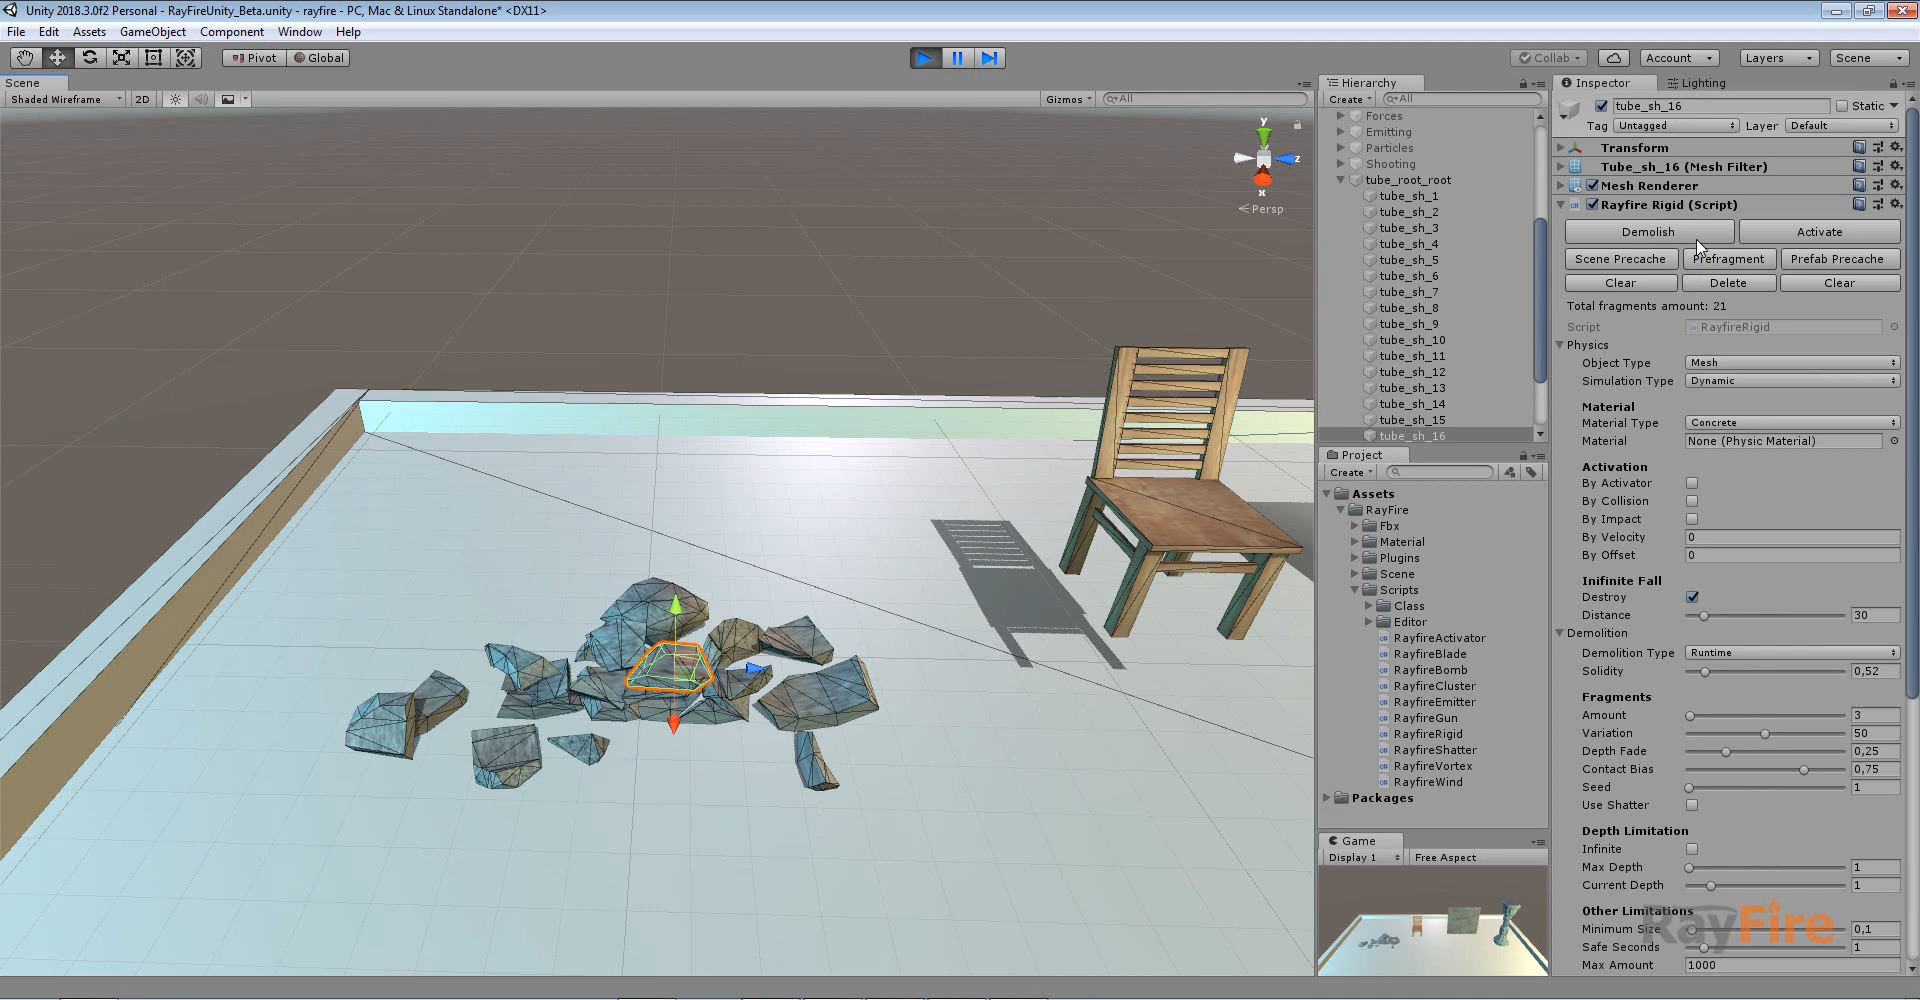 Unity 2018.3.0f2 Personal - RayFireUnity_Beta.unity - rayfire - PC, Mac & Linux Standalone* <DX11>
File Edit Assets GameObject Component Window Help
Pivot Global
Collab Account Layers Scene
Scene
Shaded Wireframe 2D Gizmos All
y
z
x
Persp
Hierarchy
Create All
Forces
Emitting
Particles
Shooting
tube_root_root
tube_sh_1
tube_sh_2
tube_sh_3
tube_sh_4
tube_sh_5
tube_sh_6
tube_sh_7
tube_sh_8
tube_sh_9
tube_sh_10
tube_sh_11
tube_sh_12
tube_sh_13
tube_sh_14
tube_sh_15
tube_sh_16
Project
Create
Assets
RayFire
Fbx
Material
Plugins
Scene
Scripts
Class
Editor
RayfireActivator
RayfireBlade
RayfireBomb
RayfireCluster
RayfireEmitter
RayfireGun
RayfireRigid
RayfireShatter
RayfireVortex
RayfireWind
Packages
Game
Display 1 Free Aspect
Inspector Lighting
tube_sh_16 Static
Tag Untagged Layer Default
Transform
Tube_sh_16 (Mesh Filter)
Mesh Renderer
Rayfire Rigid (Script)
Demolish Activate
Scene Precache Prefragment Prefab Precache
Clear Delete Clear
Total fragments amount: 21
Script RayfireRigid
Physics
Object Type Mesh
Simulation Type Dynamic
Material
Material Type Concrete
Material None (Physic Material)
Activation
By Activator
By Collision
By Impact
By Velocity 0
By Offset 0
Inifinite Fall
Destroy
Distance 30
Demolition
Demolition Type Runtime
Solidity 0,52
Fragments
Amount 3
Variation 50
Depth Fade 0,25
Contact Bias 0,75
Seed 1
Use Shatter
Depth Limitation
Infinite
Max Depth 1
Current Depth 1
Other Limitations
Minimum Size 0,1
Safe Seconds 1
Max Amount 1000
RayFire